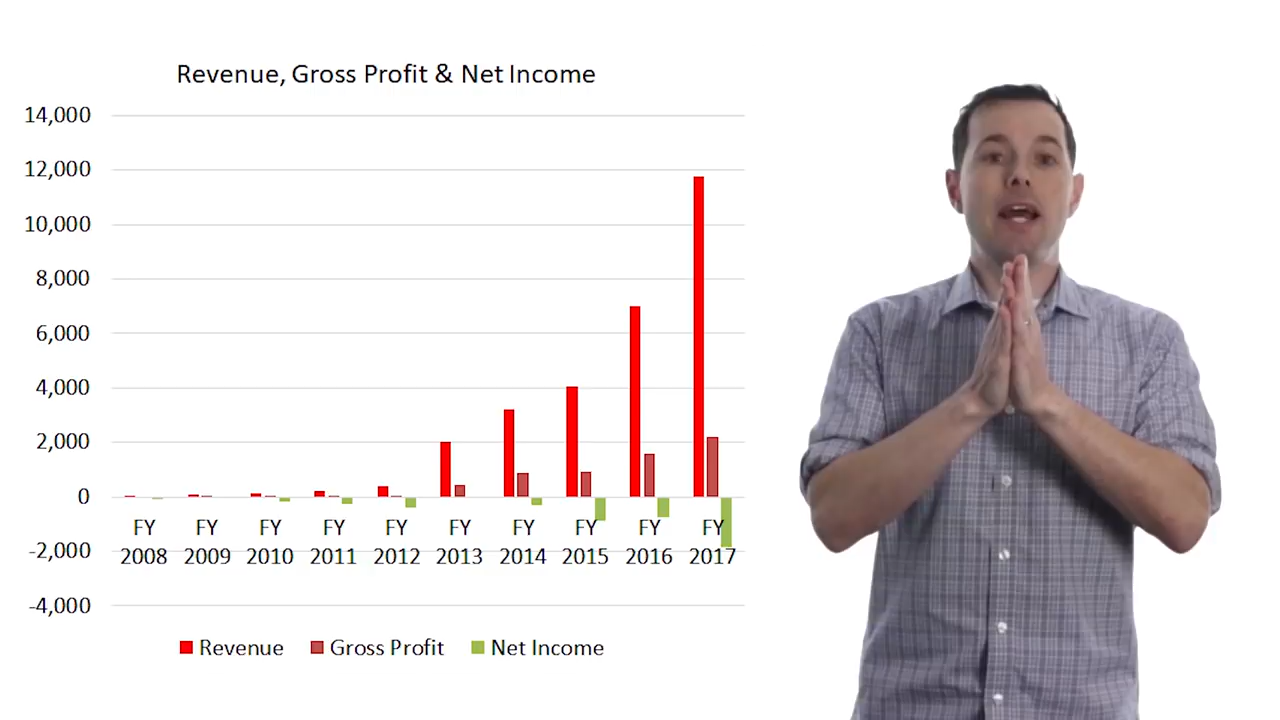 Revenue, Gross Profit & Net Income
14,000
12,000
10,000
8,000
6,000
4,000
2,000
0
-2,000
-4,000
FY 2008
FY 2009
FY 2010
FY 2011
FY 2012
FY 2013
FY 2014
FY 2015
FY 2016
FY 2017
Revenue
Gross Profit
Net Income